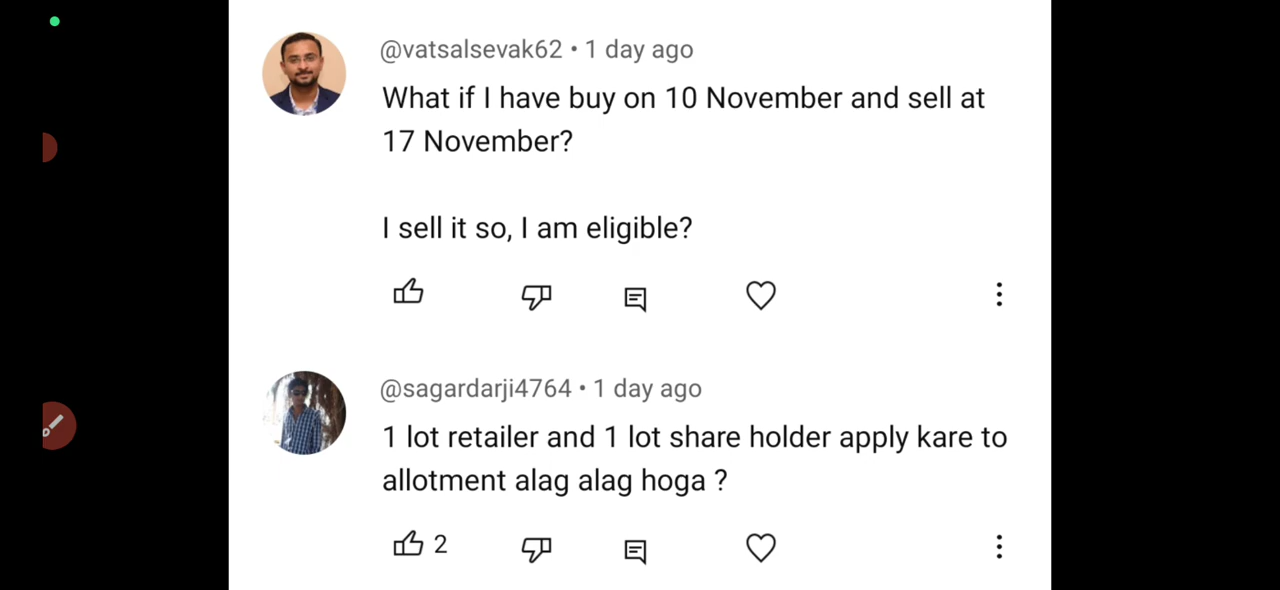 @vatsalsevak62 • 1 day ago
What if I have buy on 10 November and sell at
17 November?
I sell it so, I am eligible?
@sagardarji4764 • 1 day ago
1 lot retailer and 1 lot share holder apply kare to
allotment alag alag hoga ?
2